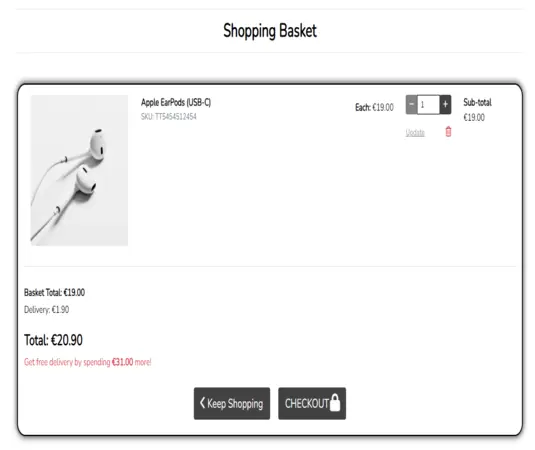 Shopping Basket
Apple EarPods (USB-C)
SKU: TT5454512454
Each: €19.00
− 1 +
Update
Sub-total
€19.00
Basket Total: €19.00
Delivery: €1.90
Total: €20.90
Get free delivery by spending €31.00 more!
Keep Shopping
CHECKOUT